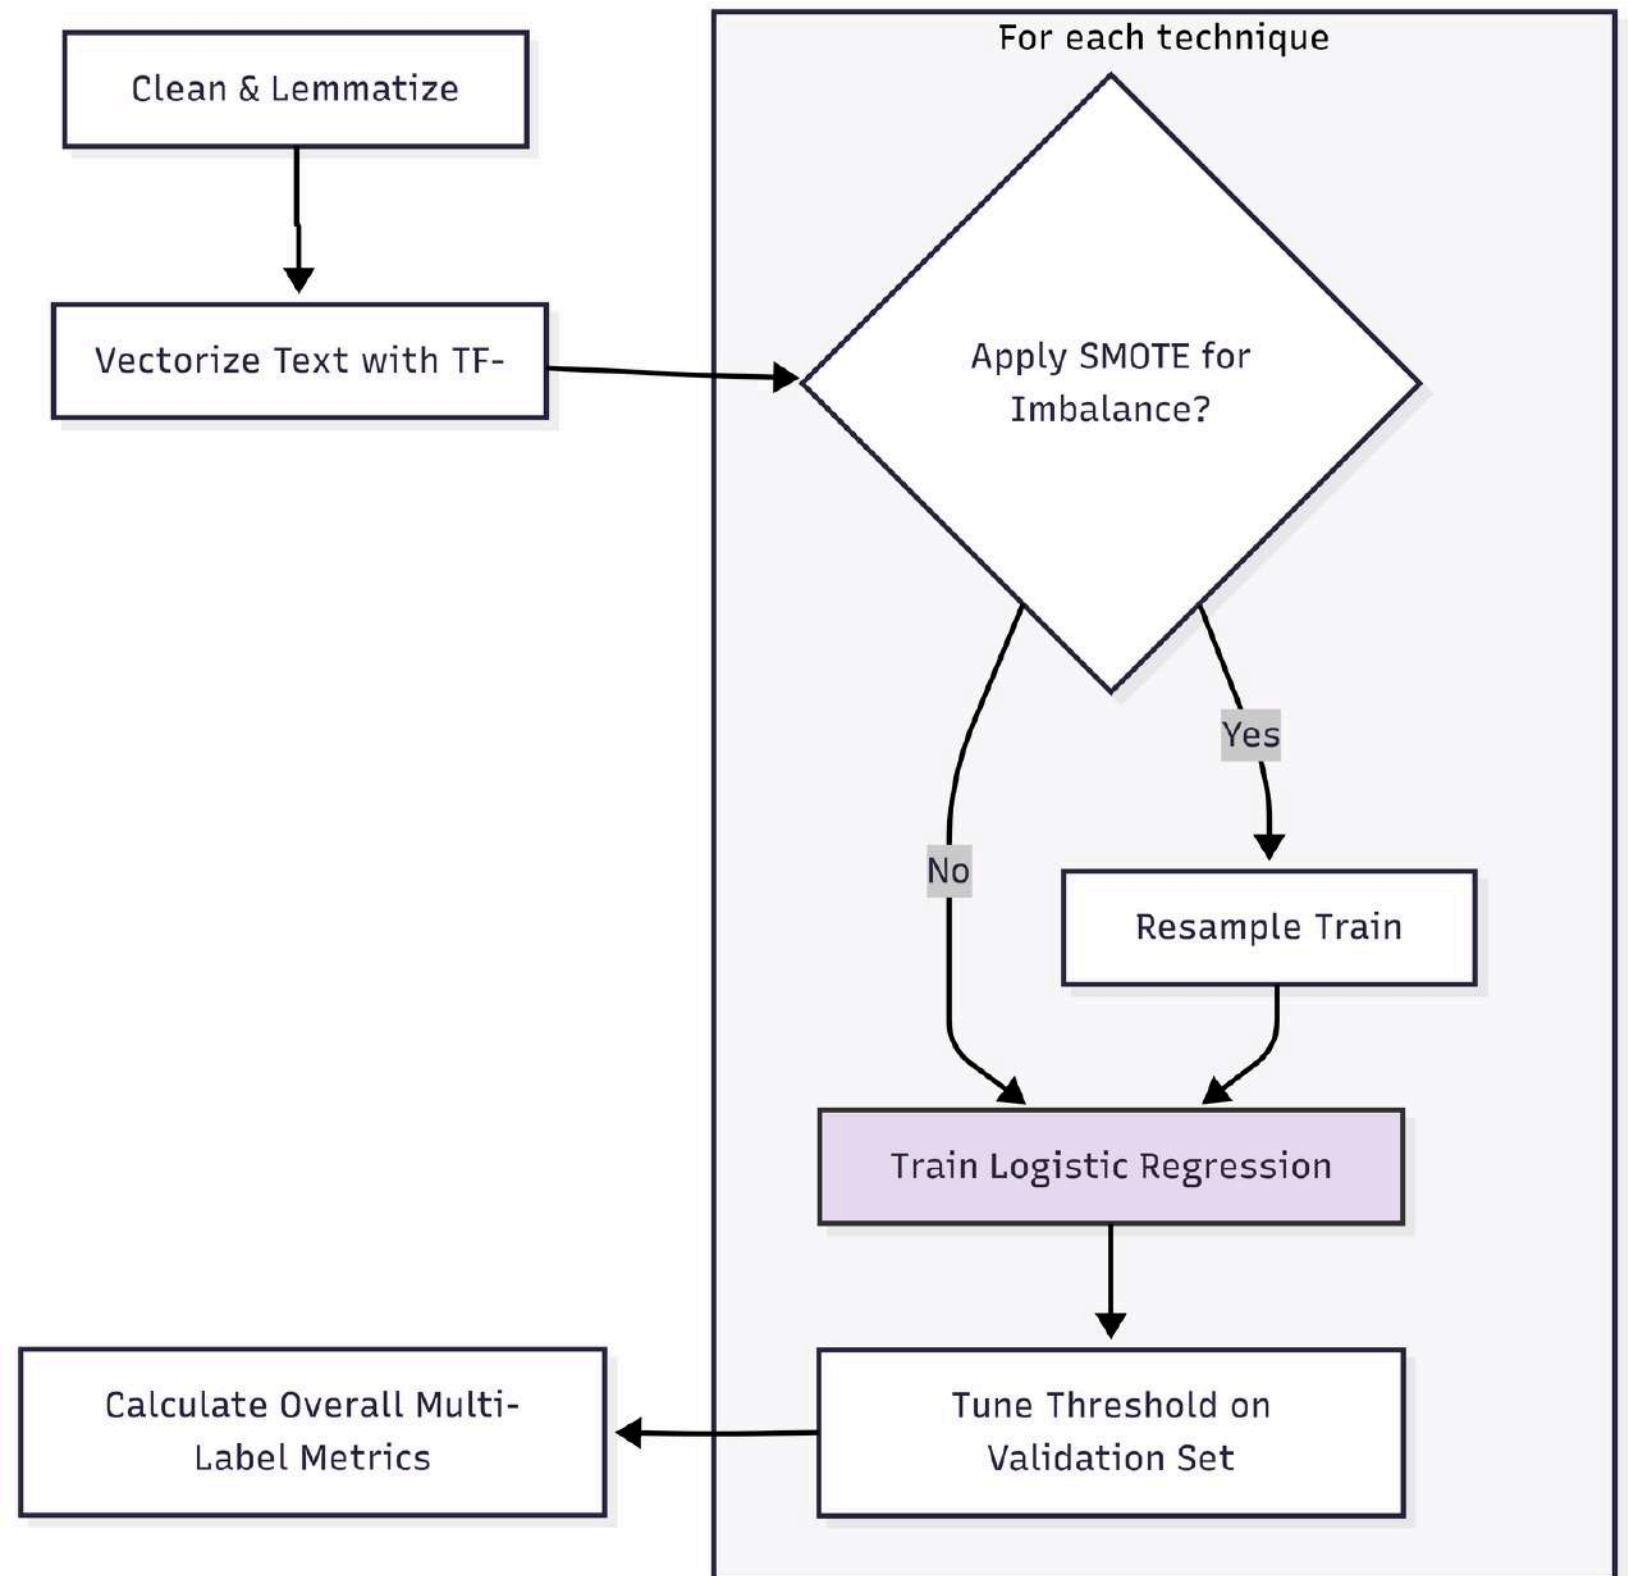 Clean & Lemmatize
Vectorize Text with TF-
For each technique
Apply SMOTE for
Imbalance?
Yes
No
Resample Train
Train Logistic Regression
Tune Threshold on
Validation Set
Calculate Overall Multi-
Label Metrics